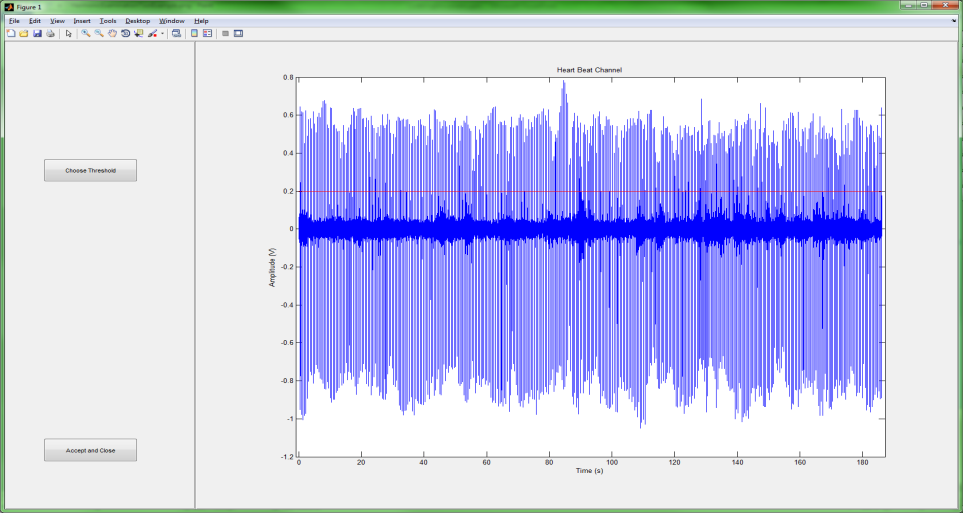 Figure 1
File Edit View Insert Tools Desktop Window Help
Choose Threshold
Accept and Close
Heart Beat Channel
0.8
0.6
0.4
0.2
0
-0.2
-0.4
-0.6
-0.8
-1
-1.2
Amplitude (V)
0 20 40 60 80 100 120 140 160 180
Time (s)